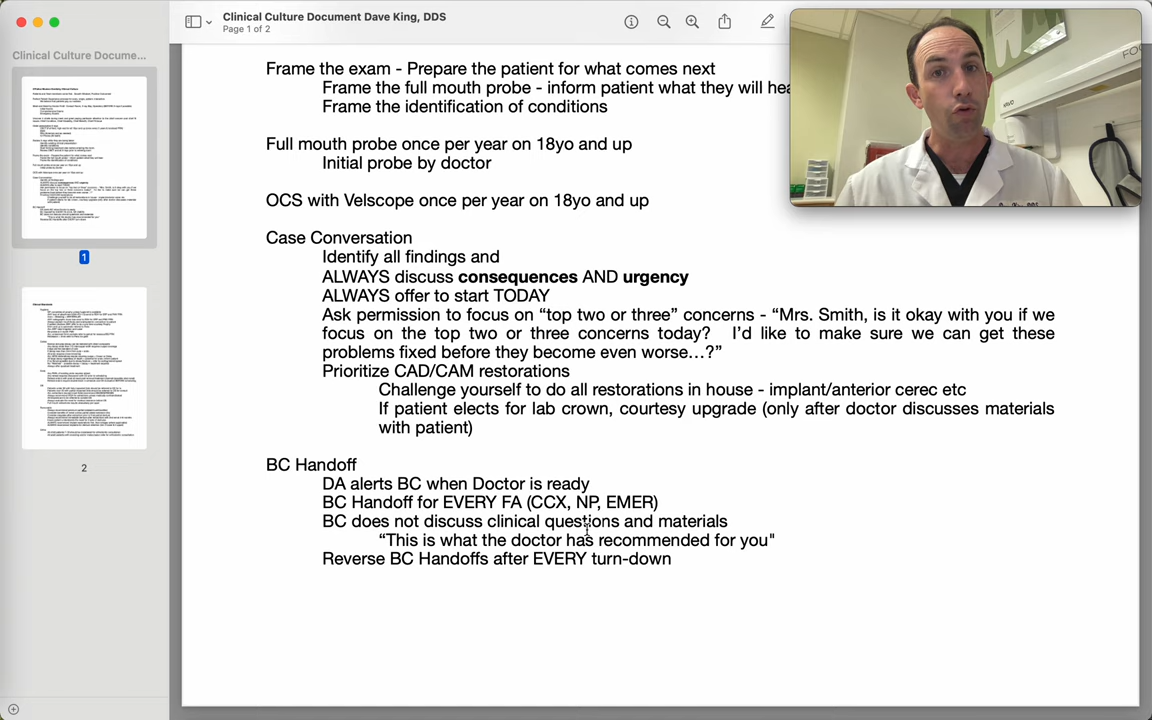 Clinical Culture Document Dave King, DDS
Page 1 of 2
Clinical Culture Docume...
1
2
Frame the exam - Prepare the patient for what comes next
Frame the full mouth probe - inform patient what they will hea
Frame the identification of conditions
Full mouth probe once per year on 18yo and up
Initial probe by doctor
OCS with Velscope once per year on 18yo and up
Case Conversation
Identify all findings and
ALWAYS discuss consequences AND urgency
ALWAYS offer to start TODAY
Ask permission to focus on “top two or three” concerns - “Mrs. Smith, is it okay with you if we
focus on the top two or three concerns today? I’d like to make sure we can get these
problems fixed before they become even worse…?”
Prioritize CAD/CAM restorations
Challenge yourself to do all restorations in house - implant/anterior cerec etc
If patient elects for lab crown, courtesy upgrade (only after doctor discusses materials
with patient)
BC Handoff
DA alerts BC when Doctor is ready
BC Handoff for EVERY FA (CCX, NP, EMER)
BC does not discuss clinical questions and materials
“This is what the doctor has recommended for you"
Reverse BC Handoffs after EVERY turn-down